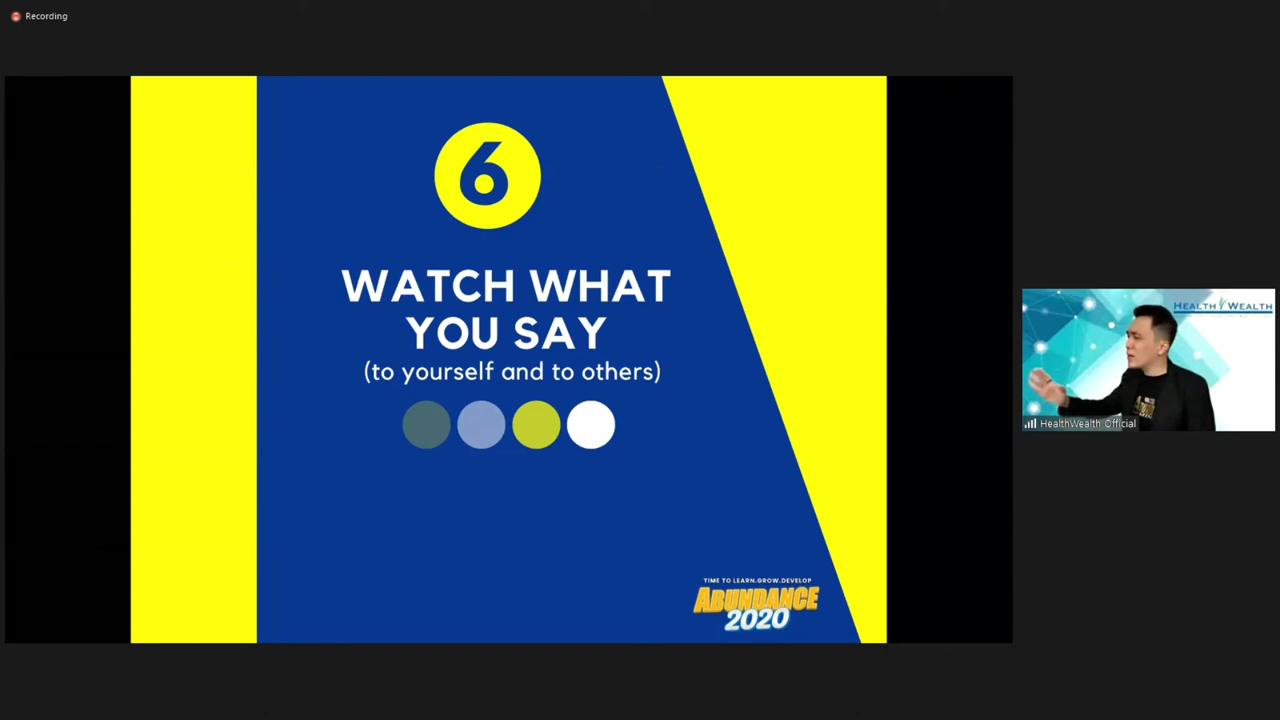 Recording
6
WATCH WHAT
YOU SAY
(to yourself and to others)
TIME TO LEARN.GROW.DEVELOP
ABUNDANCE
2020
HEALTH WEALTH
HealthWealth Official